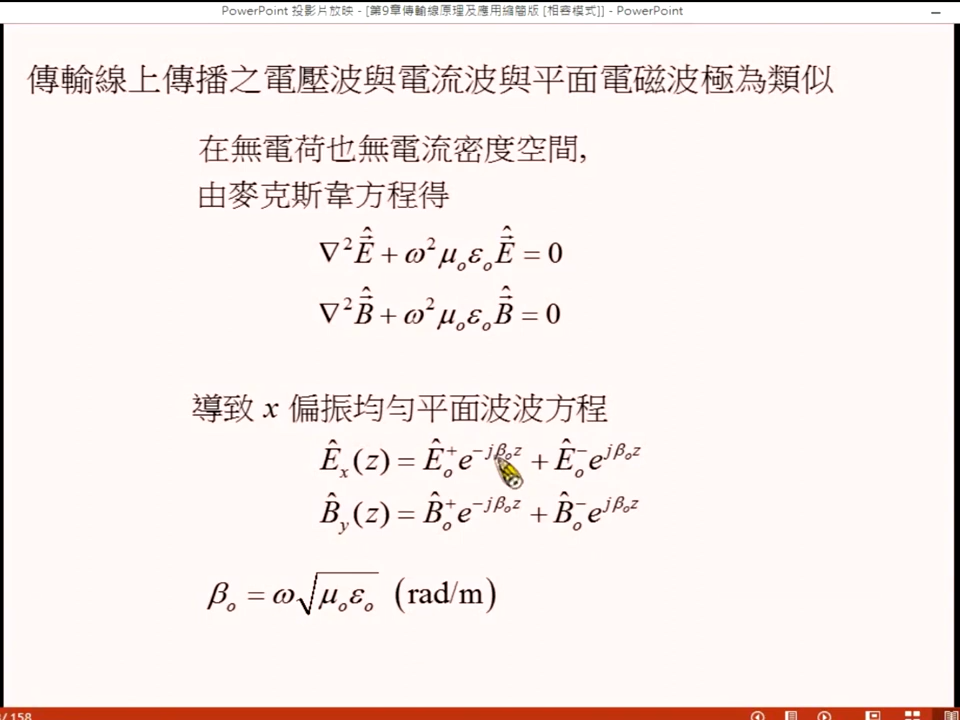 PowerPoint 投影片放映 - [第9章傳輸線原理及應用縮簡版 [相容模式]] - PowerPoint
傳輸線上傳播之電壓波與電流波與平面電磁波極為類似
在無電荷也無電流密度空間,
由麥克斯韋方程得
∇²Ê⃗ + ω²μₒεₒÊ⃗ = 0
∇²B̂⃗ + ω²μₒεₒB̂⃗ = 0
導致 x 偏振均勻平面波波方程
Êₓ(z) = Êₒ⁺e^{-jβₒz} + Êₒ⁻e^{jβₒz}
B̂_y(z) = B̂ₒ⁺e^{-jβₒz} + B̂ₒ⁻e^{jβₒz}
βₒ = ω√(μₒεₒ) (rad/m)
/ 158